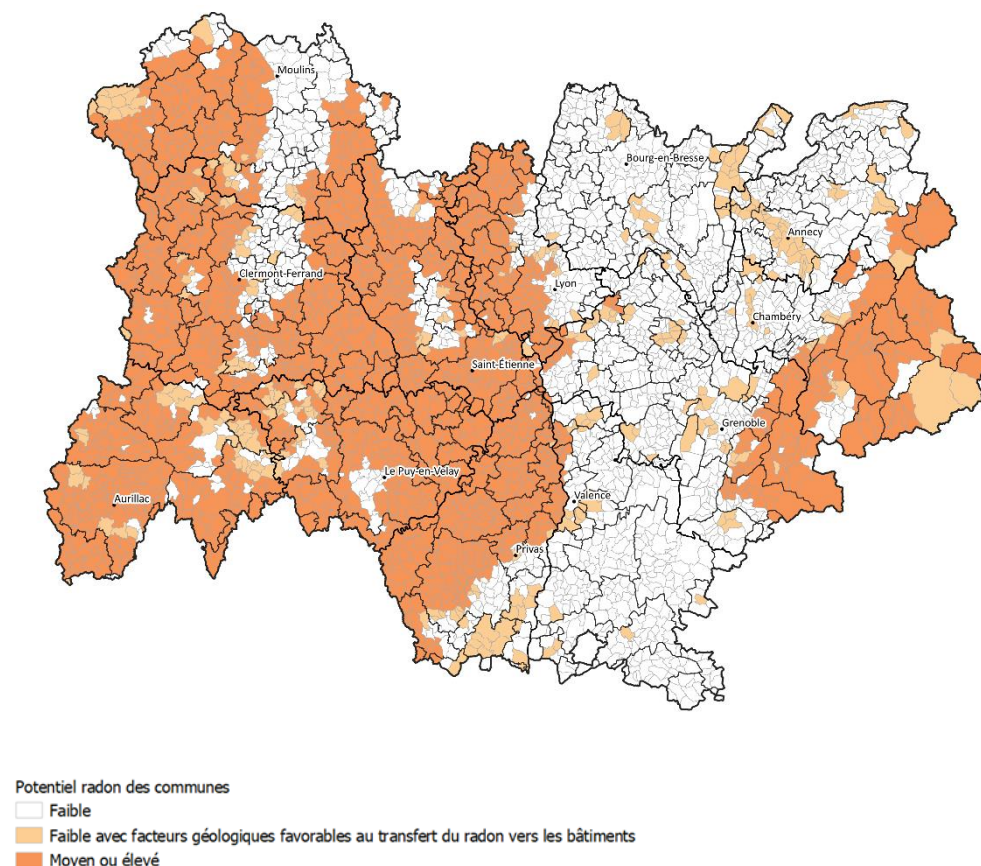 Moulins
Bourg-en-Bresse
Annecy
Clermont-Ferrand
Lyon
Chambéry
Saint-Étienne
Grenoble
Le Puy-en-Velay
Aurillac
Valence
Privas
Potentiel radon des communes
Faible
Faible avec facteurs géologiques favorables au transfert du radon vers les bâtiments
Moyen ou élevé